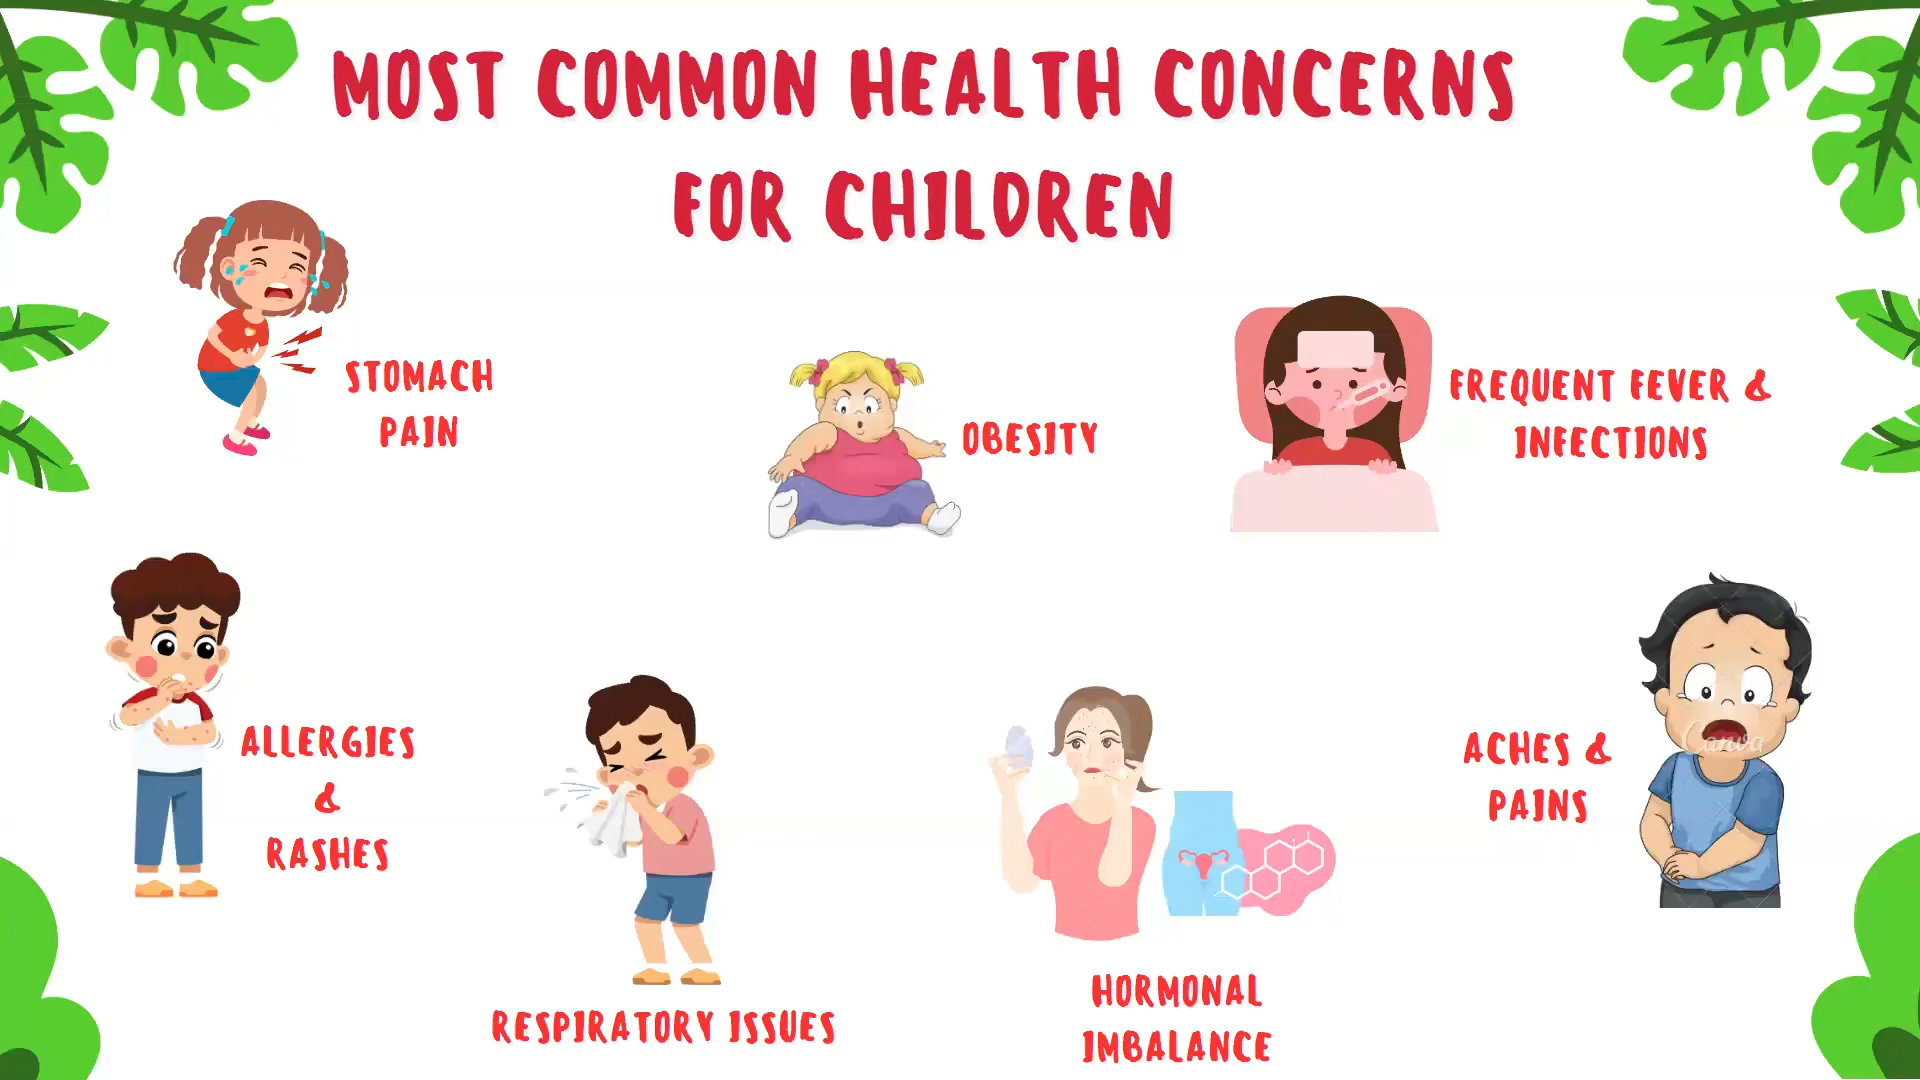 MOST COMMON HEALTH CONCERNS
FOR CHILDREN
STOMACH
PAIN
OBESITY
FREQUENT FEVER &
INFECTIONS
ALLERGIES
&
RASHES
RESPIRATORY ISSUES
HORMONAL
IMBALANCE
ACHES &
PAINS
Canva